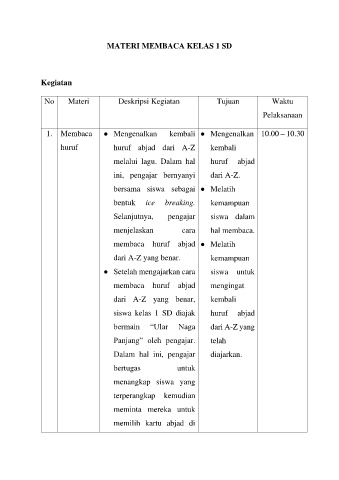 MATERI MEMBACA KELAS 1 SD
Kegiatan
No Materi Deskripsi Kegiatan Tujuan Waktu
Pelaksanaan
1. Membaca
huruf
● Mengenalkan kembali
huruf abjad dari A-Z
melalui lagu. Dalam hal
ini, pengajar bernyanyi
bersama siswa sebagai
bentuk ice breaking.
Selanjutnya, pengajar
menjelaskan cara
membaca huruf abjad
dari A-Z yang benar.
● Setelah mengajarkan cara
membaca huruf abjad
dari A-Z yang benar,
siswa kelas 1 SD diajak
bermain “Ular Naga
Panjang” oleh pengajar.
Dalam hal ini, pengajar
bertugas untuk
menangkap siswa yang
terperangkap kemudian
meminta mereka untuk
memilih kartu abjad di
● Mengenalkan
kembali
huruf abjad
dari A-Z.
● Melatih
kemampuan
siswa dalam
hal membaca.
● Melatih
kemampuan
siswa untuk
mengingat
kembali
huruf abjad
dari A-Z yang
telah
diajarkan.
10.00 – 10.30